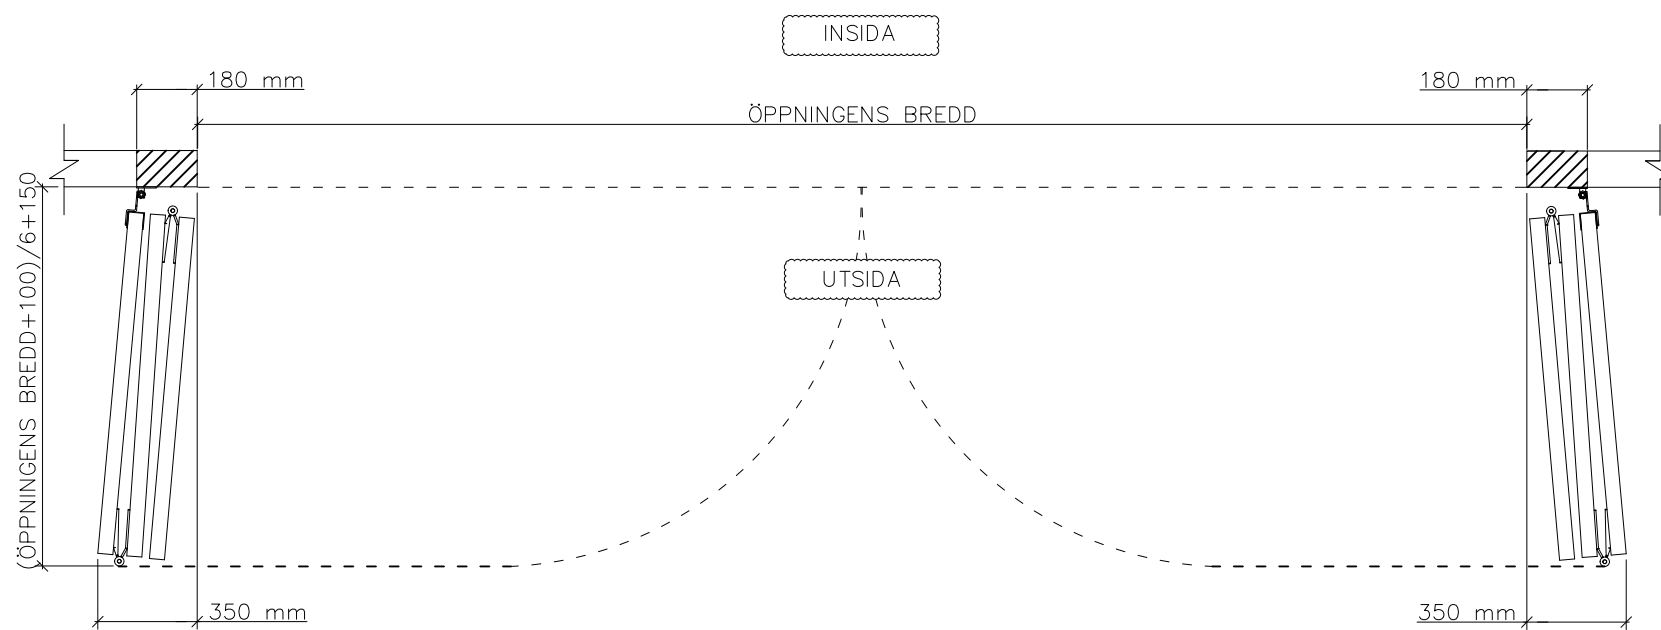 INSIDA
180 mm
180 mm
ÖPPNINGENS BREDD
(ÖPPNINGENS BREDD+100)/6+150
UTSIDA
350 mm
350 mm